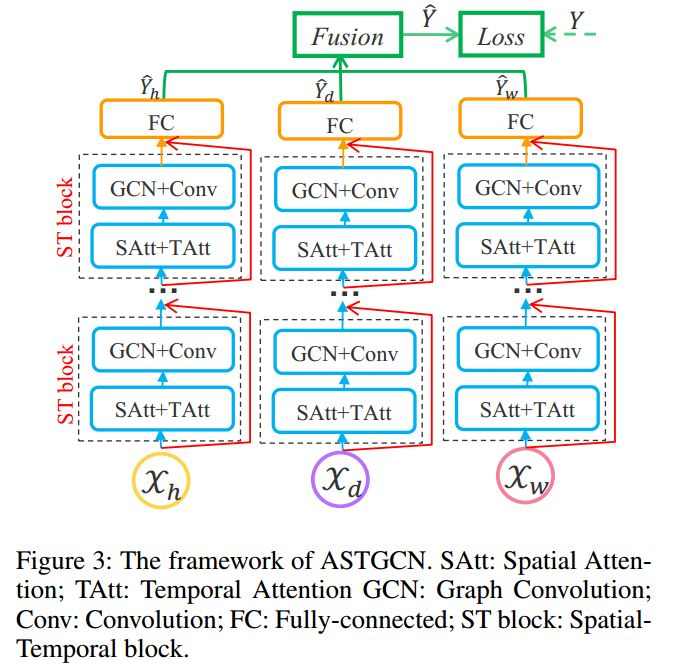 Fusion Ŷ Loss Y
Ŷh Ŷd Ŷw
FC FC FC
ST block
GCN+Conv GCN+Conv GCN+Conv
SAtt+TAtt SAtt+TAtt SAtt+TAtt
... ... ...
ST block
GCN+Conv GCN+Conv GCN+Conv
SAtt+TAtt SAtt+TAtt SAtt+TAtt
𝒳h 𝒳d 𝒳w
Figure 3: The framework of ASTGCN. SAtt: Spatial Atten-
tion; TAtt: Temporal Attention GCN: Graph Convolution;
Conv: Convolution; FC: Fully-connected; ST block: Spatial-
Temporal block.